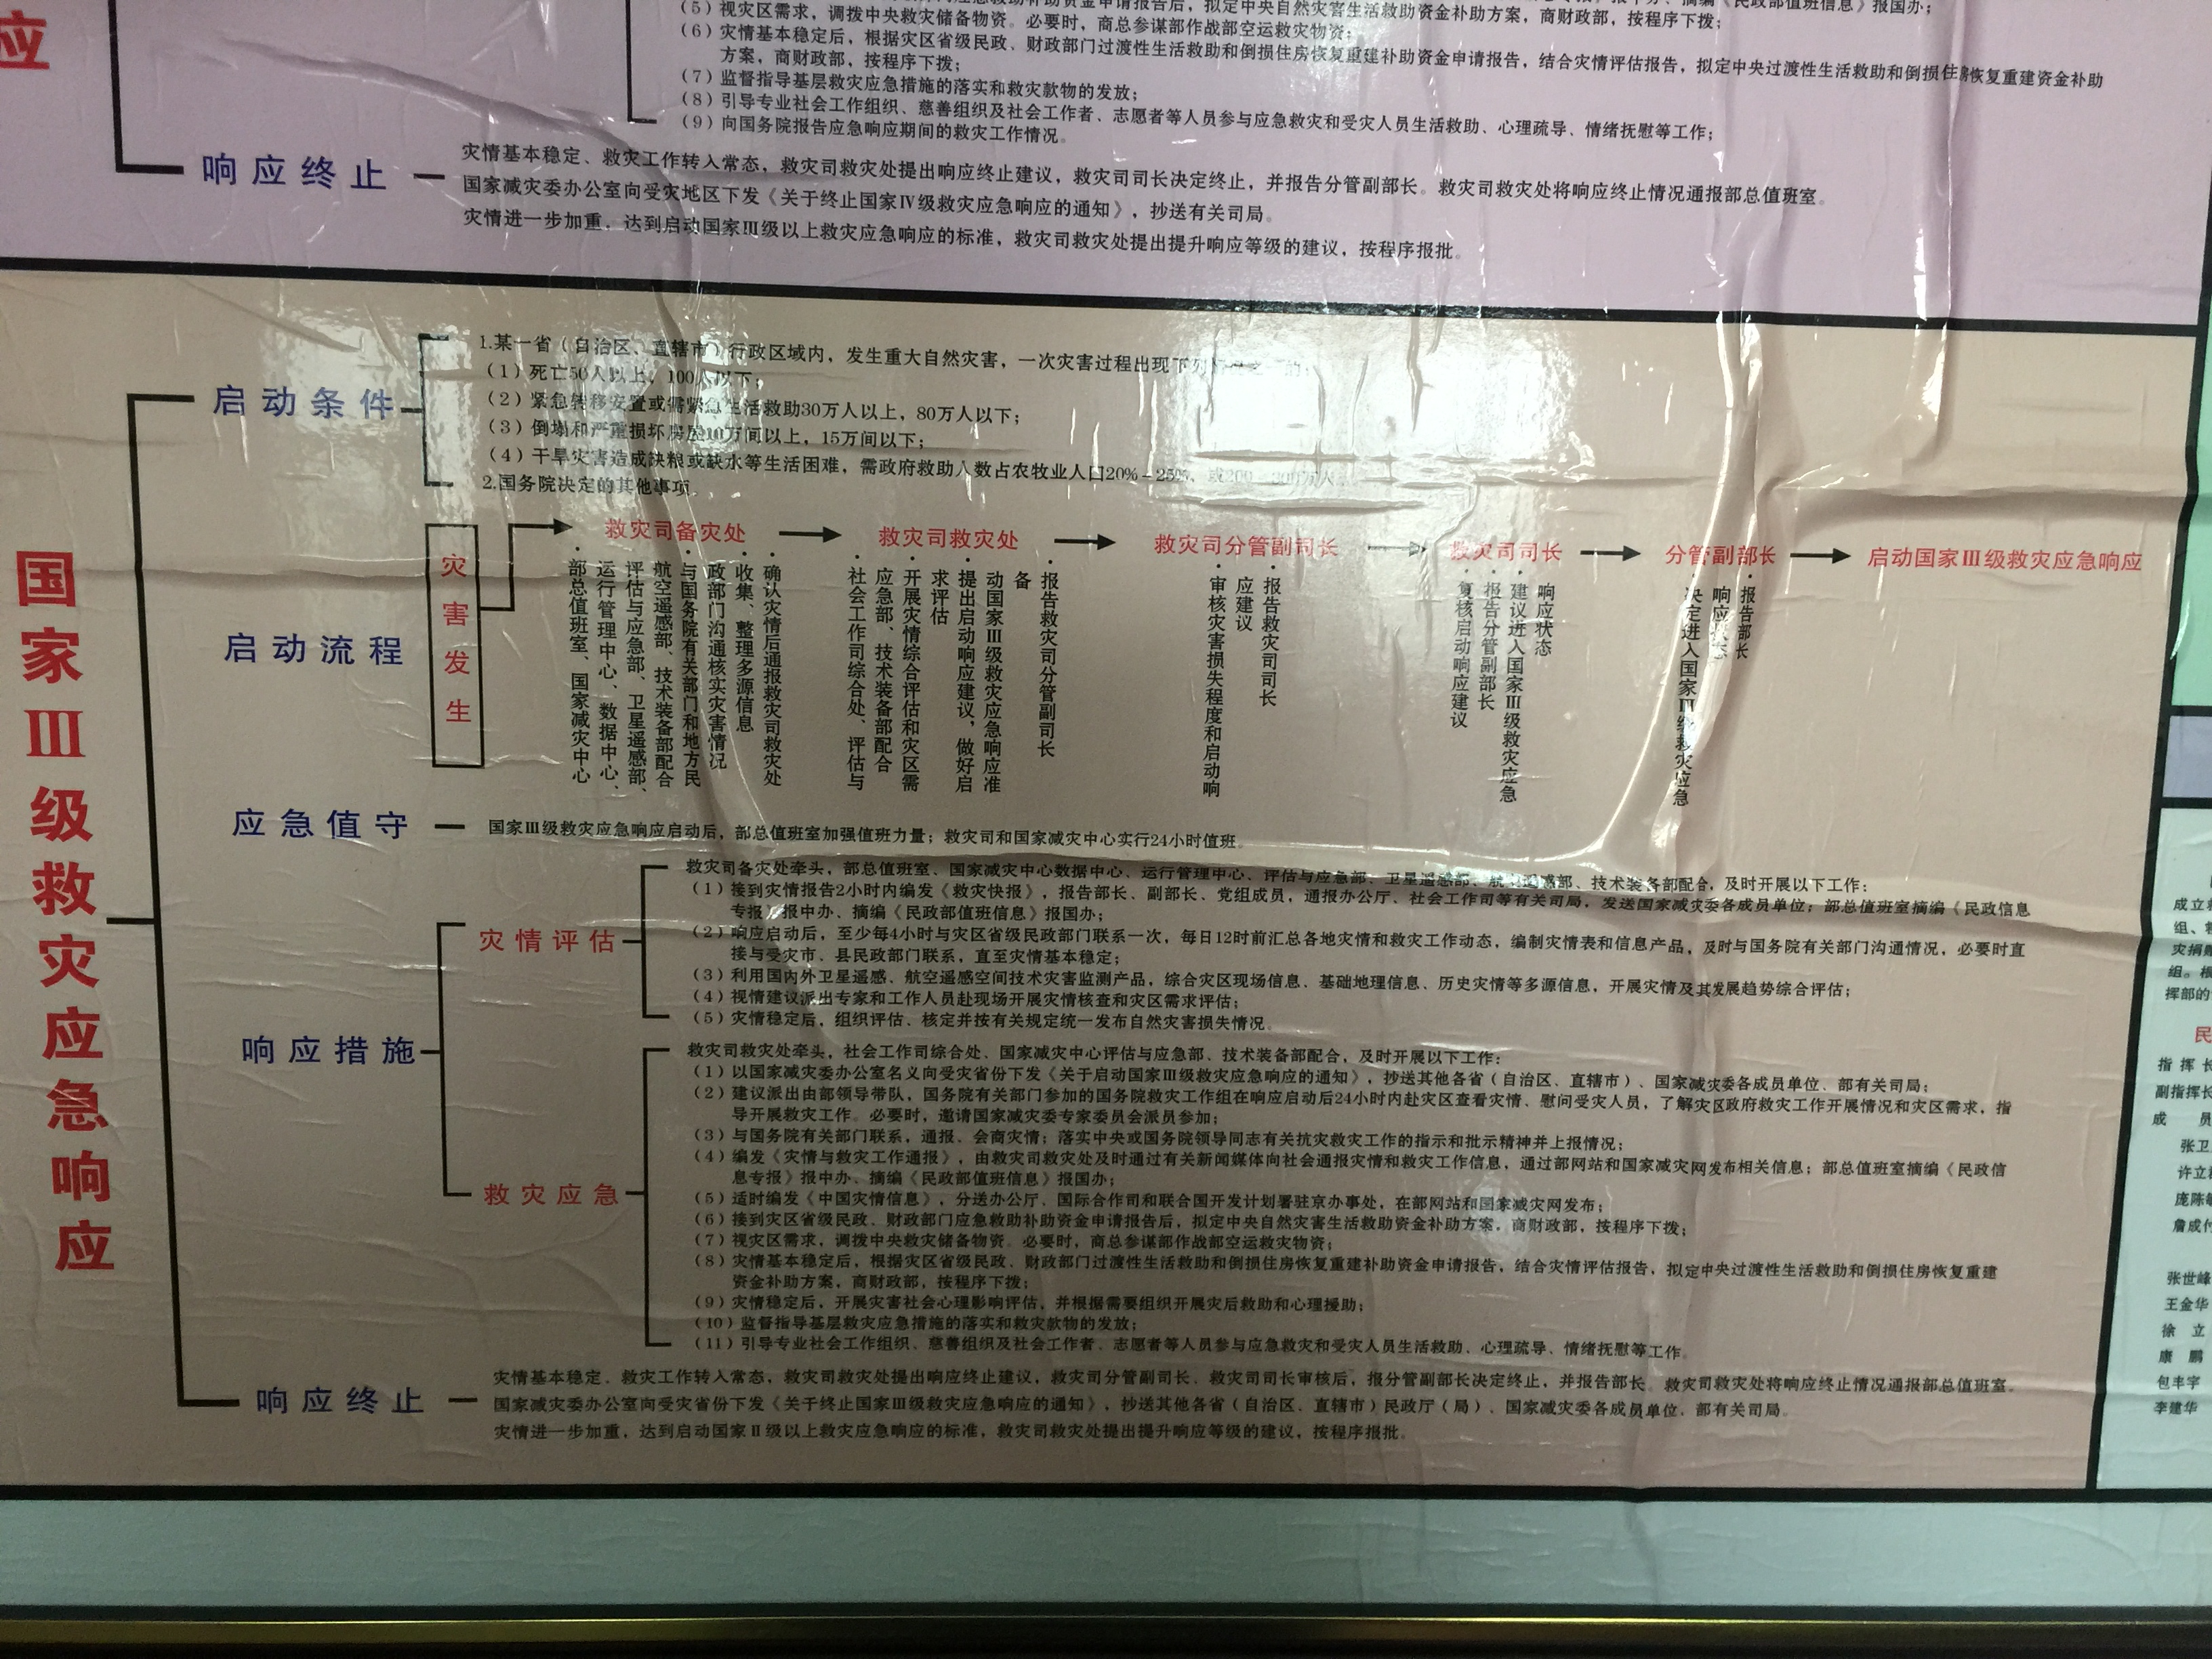 应
(5) 视灾区需求，调拨中央救灾储备物资。必要时，商总参谋部作战部空运救灾物资；
(6) 灾情基本稳定后，根据灾区省级民政、财政部门过渡性生活救助和倒损住房恢复重建补助资金申请报告，结合灾情评估报告，拟定中央过渡性生活救助和倒损住房恢复重建资金补助
方案，商财政部，按程序下拨；
(7) 监督指导基层救灾应急措施的落实和救灾款物的发放；
(8) 引导专业社会工作组织、慈善组织及社会工作者、志愿者等人员参与应急救灾和受灾人员生活救助、心理疏导、情绪抚慰等工作；
(9) 向国务院报告应急响应期间的救灾工作情况。
响应终止
灾情基本稳定、救灾工作转入常态，救灾司救灾处提出响应终止建议，救灾司司长决定终止，并报告分管副部长。救灾司救灾处将响应终止情况通报部总值班室。
国家减灾委办公室向受灾地区下发《关于终止国家Ⅳ级救灾应急响应的通知》，抄送有关司局。
灾情进一步加重，达到启动国家Ⅲ级以上救灾应急响应的标准，救灾司救灾处提出提升响应等级的建议，按程序报批。
国家Ⅲ级救灾应急响应
启动条件
1.某一省（自治区、直辖市）行政区域内，发生重大自然灾害，一次灾害过程出现下列
(1) 死亡50人以上，100人以下；
(2) 紧急转移安置或需紧急生活救助30万人以上，80万人以下；
(3) 倒塌和严重损坏房屋10万间以上，15万间以下；
(4) 干旱灾害造成缺粮或缺水等生活困难，需政府救助人数占农牧业人口20%－25%、或200
2.国务院决定的其他事项。
启动流程
灾害发生
救灾司备灾处
·确认灾情后通报救灾司救灾处
·收集、整理多源信息
政部门沟通核实灾害情况
·与国务院有关部门和地方民
航空遥感部、技术装备部配合
评估与应急部、卫星遥感部、
运行管理中心、数据中心、
·部总值班室、国家减灾中心
救灾司救灾处
·报告救灾司分管副司长
备
动国家Ⅲ级救灾应急响应准
·提出启动响应建议，做好启
求评估
·开展灾情综合评估和灾区需
应急部、技术装备部配合
·社会工作司综合处、评估与
救灾司分管副司长
·报告救灾司司长
应建议
·审核灾害损失程度和启动响
救灾司司长
响应状态
·建议进入国家Ⅲ级救灾应急
·报告分管副部长
·复核启动响应建议
分管副部长
·报告部长
响应状态
·决定进入国家Ⅲ级救灾应急
启动国家Ⅲ级救灾应急响应
应急值守
国家Ⅲ级救灾应急响应启动后，部总值班室加强值班力量；救灾司和国家减灾中心实行24小时值班。
响应措施
灾情评估
救灾司备灾处牵头，部总值班室、国家减灾中心数据中心、运行管理中心、评估与应急部、卫星遥感部、航空遥感部、技术装备部配合，及时开展以下工作：
(1) 接到灾情报告2小时内编发《救灾快报》，报告部长、副部长、党组成员，通报办公厅、社会工作司等有关司局，发送国家减灾委各成员单位；部总值班室摘编《民政信息
专报》报中办、摘编《民政部值班信息》报国办；
(2) 响应启动后，至少每4小时与灾区省级民政部门联系一次，每日12时前汇总各地灾情和救灾工作动态，编制灾情表和信息产品，及时与国务院有关部门沟通情况，必要时直
接与受灾市、县民政部门联系，直至灾情基本稳定；
(3) 利用国内外卫星遥感、航空遥感空间技术灾害监测产品，综合灾区现场信息、基础地理信息、历史灾情等多源信息，开展灾情及其发展趋势综合评估；
(4) 视情建议派出专家和工作人员赴现场开展灾情核查和灾区需求评估；
(5) 灾情稳定后，组织评估、核定并按有关规定统一发布自然灾害损失情况。
救灾应急
救灾司救灾处牵头，社会工作司综合处、国家减灾中心评估与应急部、技术装备部配合，及时开展以下工作：
(1) 以国家减灾委办公室名义向受灾省份下发《关于启动国家Ⅲ级救灾应急响应的通知》，抄送其他各省（自治区、直辖市）、国家减灾委各成员单位、部有关司局；
(2) 建议派出由部领导带队，国务院有关部门参加的国务院救灾工作组在响应启动后24小时内赴灾区查看灾情、慰问受灾人员，了解灾区政府救灾工作开展情况和灾区需求，指
导开展救灾工作。必要时，邀请国家减灾委专家委员会派员参加；
(3) 与国务院有关部门联系，通报、会商灾情；落实中央或国务院领导同志有关抗灾救灾工作的指示和批示精神并上报情况；
(4) 编发《灾情与救灾工作通报》，由救灾司救灾处及时通过有关新闻媒体向社会通报灾情和救灾工作信息，通过部网站和国家减灾网发布相关信息；部总值班室摘编《民政信
息专报》报中办、摘编《民政部值班信息》报国办；
(5) 适时编发《中国灾情信息》，分送办公厅、国际合作司和联合国开发计划署驻京办事处，在部网站和国家减灾网发布；
(6) 接到灾区省级民政、财政部门应急救助补助资金申请报告后，拟定中央自然灾害生活救助资金补助方案，商财政部，按程序下拨；
(7) 视灾区需求，调拨中央救灾储备物资。必要时，商总参谋部作战部空运救灾物资；
(8) 灾情基本稳定后，根据灾区省级民政、财政部门过渡性生活救助和倒损住房恢复重建补助资金申请报告，结合灾情评估报告，拟定中央过渡性生活救助和倒损住房恢复重建
资金补助方案，商财政部，按程序下拨；
(9) 灾情稳定后，开展灾害社会心理影响评估，并根据需要组织开展灾后救助和心理援助；
(10) 监督指导基层救灾应急措施的落实和救灾款物的发放；
(11) 引导专业社会工作组织、慈善组织及社会工作者、志愿者等人员参与应急救灾和受灾人员生活救助、心理疏导、情绪抚慰等工作。
响应终止
灾情基本稳定、救灾工作转入常态，救灾司救灾处提出响应终止建议，救灾司分管副司长、救灾司司长审核后，报分管副部长决定终止，并报告部长。救灾司救灾处将响应终止情况通报部总值班室。
国家减灾委办公室向受灾省份下发《关于终止国家Ⅲ级救灾应急响应的通知》，抄送其他各省（自治区、直辖市）民政厅（局）、国家减灾委各成员单位、部有关司局。
灾情进一步加重，达到启动国家Ⅱ级以上救灾应急响应的标准，救灾司救灾处提出提升响应等级的建议，按程序报批。
成立
组、
灾捐
组。根
挥部的
民
指 挥 长
副指挥长
成 员
张卫
许立
庞陈敏
詹成付
张世峰
王金华
徐 立
康 鹏
包丰宇
李建华